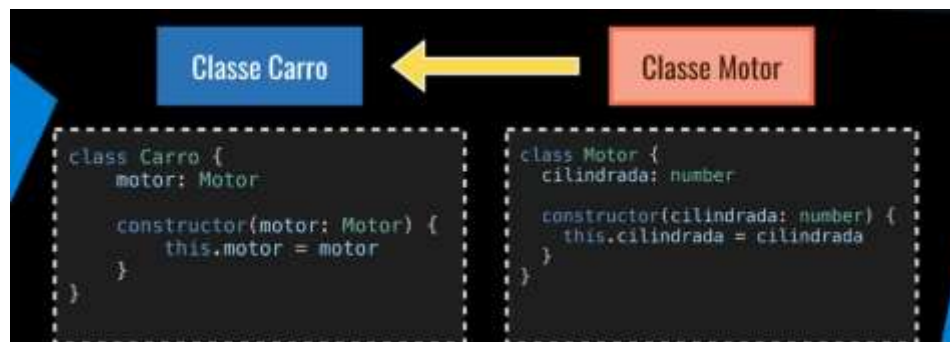 Classe Carro
Classe Motor
class Carro {
    motor: Motor

    constructor(motor: Motor) {
        this.motor = motor
    }
}
class Motor {
  cilindrada: number

  constructor(cilindrada: number) {
    this.cilindrada = cilindrada
  }
}